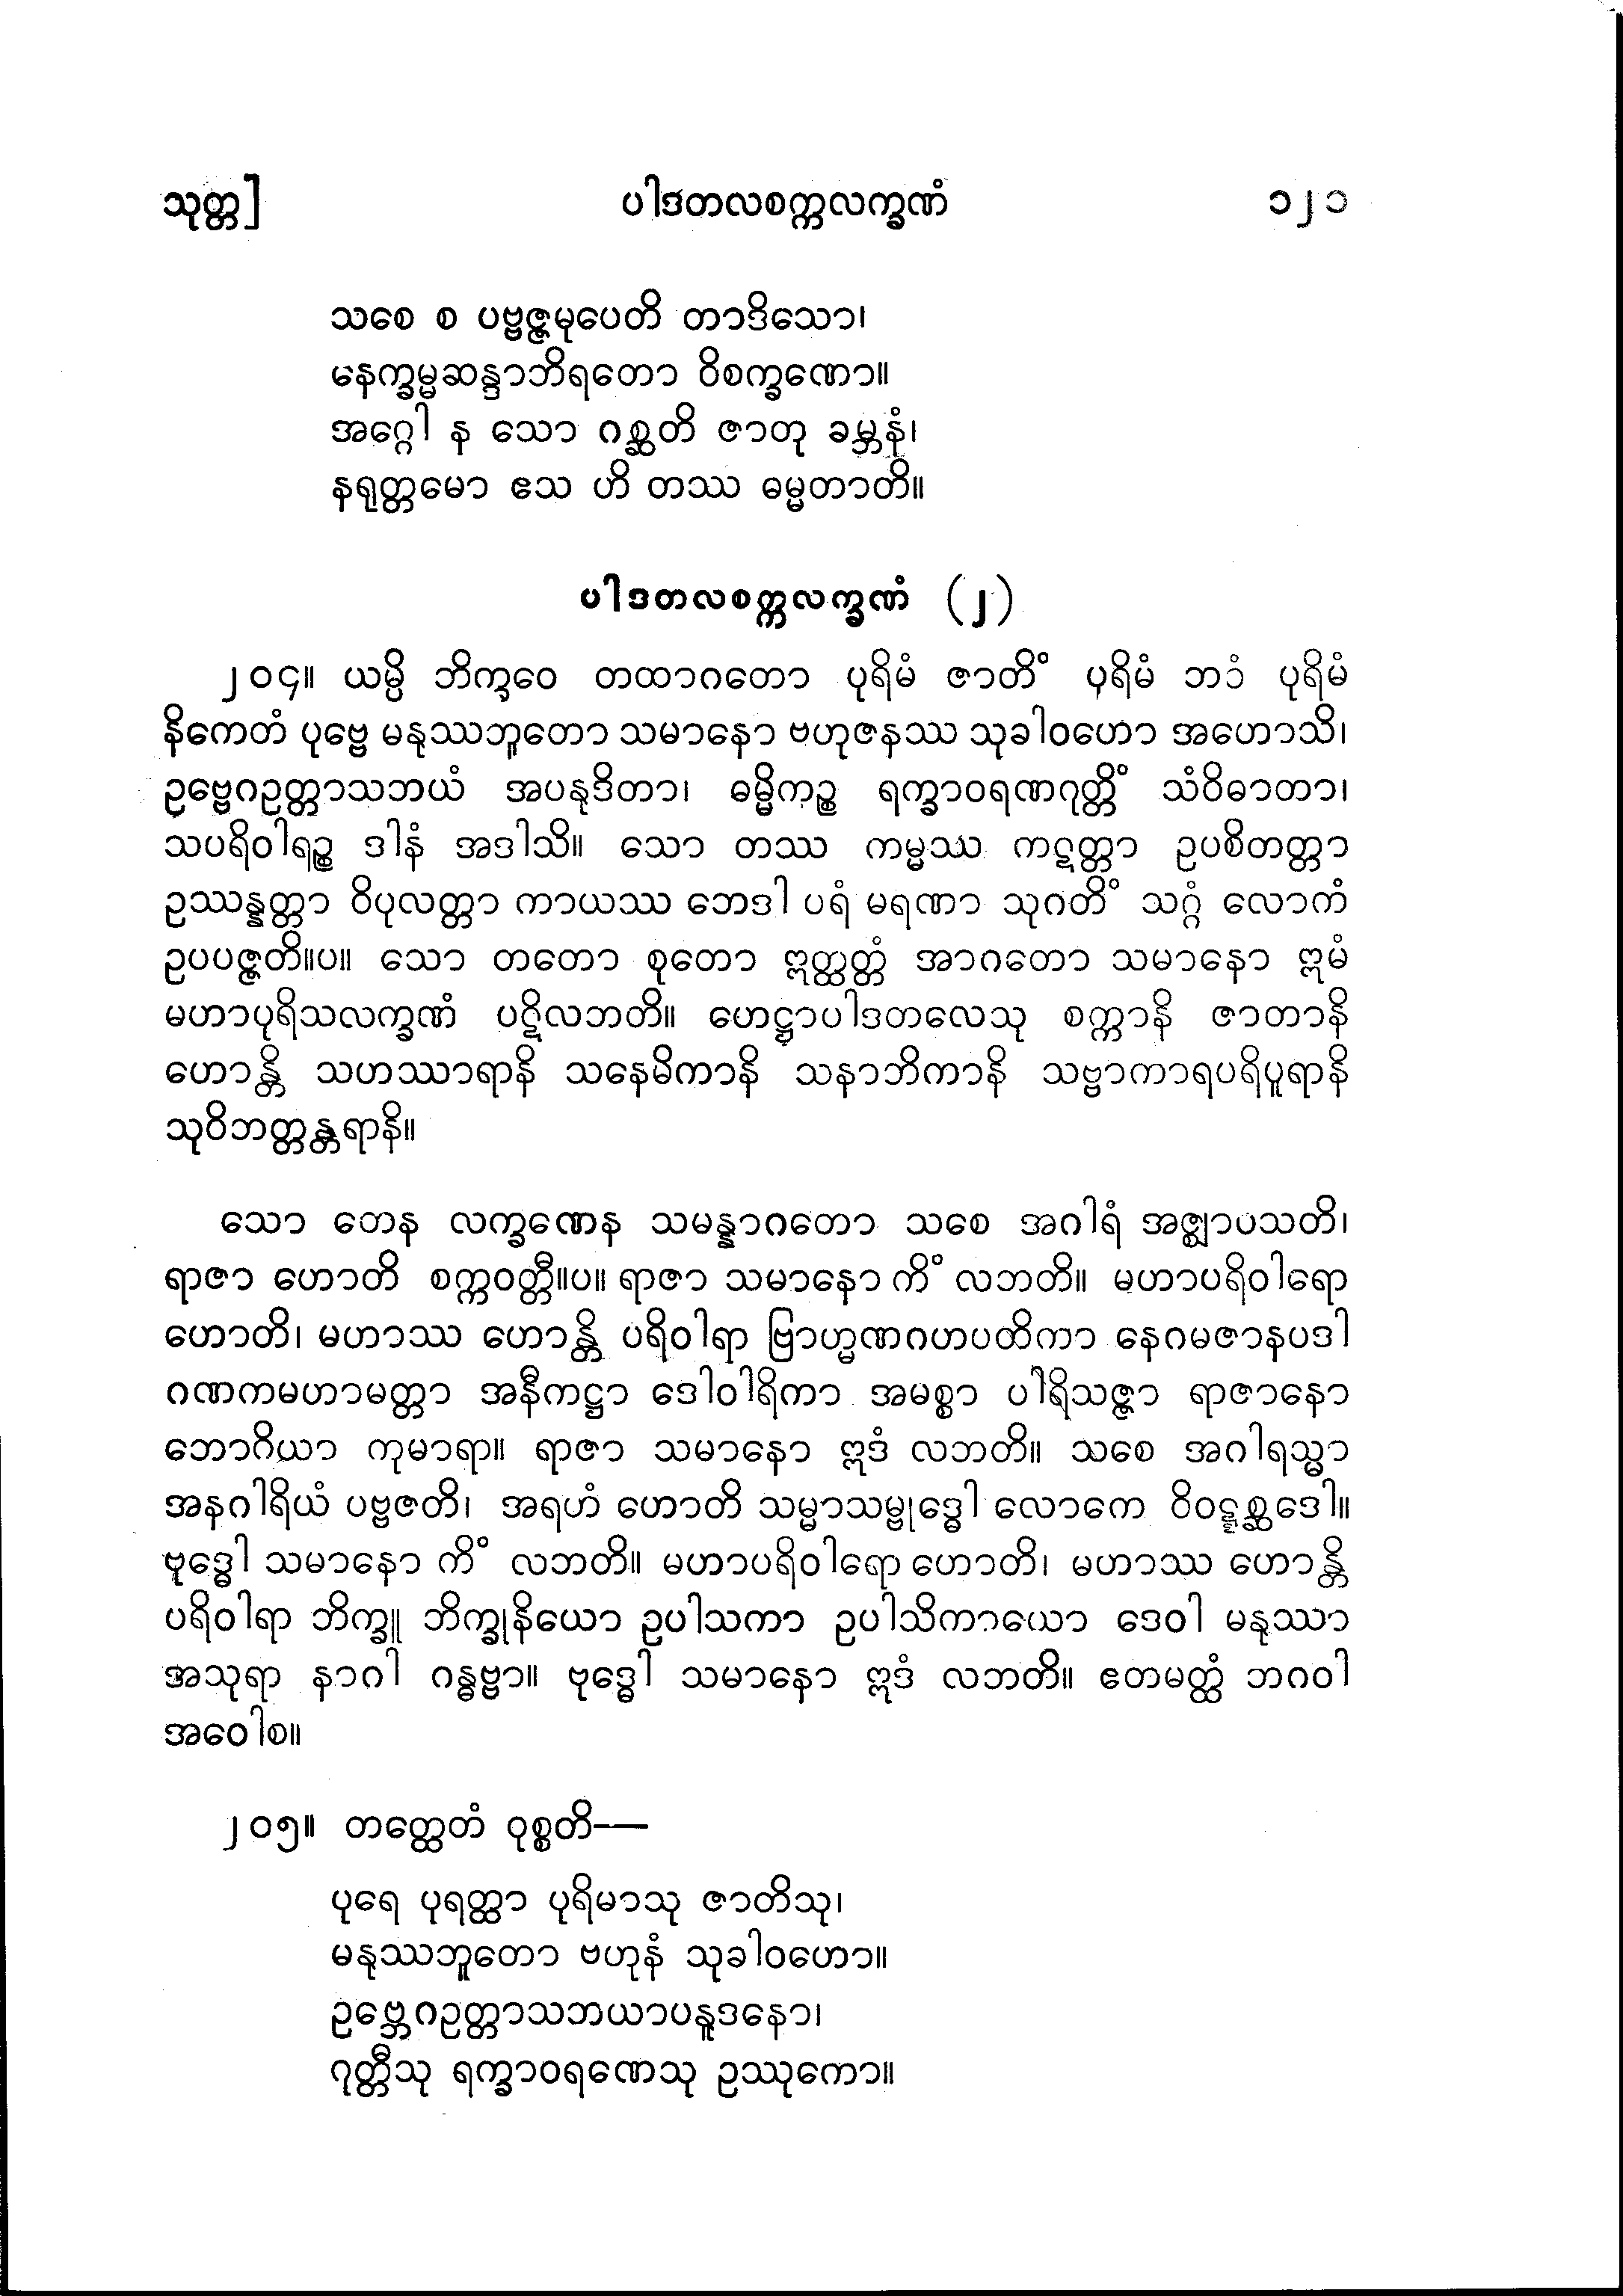 သုတ္တ] ပါဒတလစက္ကလက္ခဏံ ၁၂၁
သစေ စ ပဗ္ဗဇ္ဇမုပေတိ တာဒိသော၊
နေက္ခမ္မဆန္ဒာဘိရတော ဝိစက္ခဏော။
အဂ္ဂေါ န သော ဂစ္ဆတိ ဇာတု ခမ္ဘနံ၊
နရုတ္တမော ဧသ ဟိ တဿ ဓမ္မတာတိ။
ပါဒတလစက္ကလက္ခဏံ (၂)
၂၀၄။ ယမ္ပိ ဘိက္ခဝေ တထာဂတော ပုရိမံ ဇာတိံ ပုရိမံ ဘဝံ ပုရိမံ
နိကေတံ ပုဗ္ဗေ မနုဿဘူတော သမာနော ဗဟုဇနဿ သုခါဝဟော အဟောသိ၊
ဥဗ္ဗေဂဥတ္တာသဘယံ အပနုဒိတာ၊ ဓမ္မိကဉ္စ ရက္ခာဝရဏဂုတ္တိံ သံဝိဓာတာ၊
သပရိဝါရဉ္စ ဒါနံ အဒါသိ။ သော တဿ ကမ္မဿ ကဋတ္တာ ဥပစိတတ္တာ
ဥဿန္နတ္တာ ဝိပုလတ္တာ ကာယဿ ဘေဒါ ပရံ မရဏာ သုဂတိံ သဂ္ဂံ လောကံ
ဥပပဇ္ဇတိ။ပ။ သော တတော စုတော ဣတ္ထတ္တံ အာဂတော သမာနော ဣမံ
မဟာပုရိသလက္ခဏံ ပဋိလဘတိ။ ဟေဋ္ဌာပါဒတလေသု စက္ကာနိ ဇာတာနိ
ဟောန္တိ သဟဿာရာနိ သနေမိကာနိ သနာဘိကာနိ သဗ္ဗာကာရပရိပူရာနိ
သုဝိဘတ္တန္တရာနိ။
သော တေန လက္ခဏေန သမန္နာဂတော သစေ အဂါရံ အဇ္ဈာဝသတိ၊
ရာဇာ ဟောတိ စက္ကဝတ္တီ။ပ။ ရာဇာ သမာနော ကိံ လဘတိ။ မဟာပရိဝါရော
ဟောတိ၊ မဟာဿ ဟောန္တိ ပရိဝါရာ ဗြာဟ္မဏဂဟပတိကာ နေဂမဇာနပဒါ
ဂဏကမဟာမတ္တာ အနီကဋ္ဌာ ဒေါဝါရိကာ အမစ္စာ ပါရိသဇ္ဇာ ရာဇာနော
ဘောဂိယာ ကုမာရာ။ ရာဇာ သမာနော ဣဒံ လဘတိ။ သစေ အဂါရသ္မာ
အနဂါရိယံ ပဗ္ဗဇတိ၊ အရဟံ ဟောတိ သမ္မာသမ္ဗုဒ္ဓေါ လောကေ ဝိဝဋ္ဋစ္ဆဒေါ။
ဗုဒ္ဓေါ သမာနော ကိံ လဘတိ။ မဟာပရိဝါရော ဟောတိ၊ မဟာဿ ဟောန္တိ
ပရိဝါရာ ဘိက္ခူ ဘိက္ခုနိယော ဥပါသကာ ဥပါသိကာယော ဒေဝါ မနုဿာ
အသုရာ နာဂါ ဂန္ဓဗ္ဗာ။ ဗုဒ္ဓေါ သမာနော ဣဒံ လဘတိ။ ဧတမတ္ထံ ဘဂဝါ
အဝေါစ။
၂၀၅။ တတ္ထေတံ ဝုစ္စတိ—
ပုရေ ပုရတ္ထာ ပုရိမာသု ဇာတိသု၊
မနုဿဘူတော ဗဟုနံ သုခါဝဟော။
ဥဗ္ဘေဂဥတ္တာသဘယာပနူဒနော၊
ဂုတ္တီသု ရက္ခာဝရဏေသု ဥဿုကော။